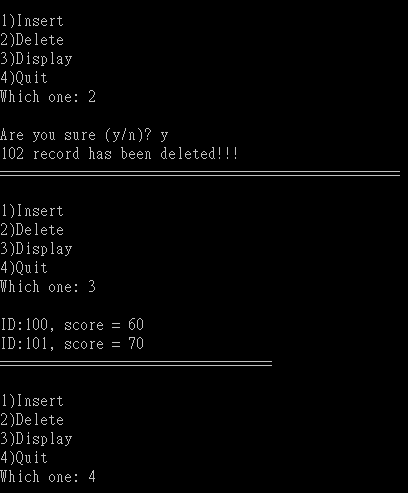 1)Insert
2)Delete
3)Display
4)Quit
Which one: 2
Are you sure (y/n)? y
102 record has been deleted!!!
==================================================
1)Insert
2)Delete
3)Display
4)Quit
Which one: 3
ID:100, score = 60
ID:101, score = 70
==================================
1)Insert
2)Delete
3)Display
4)Quit
Which one: 4